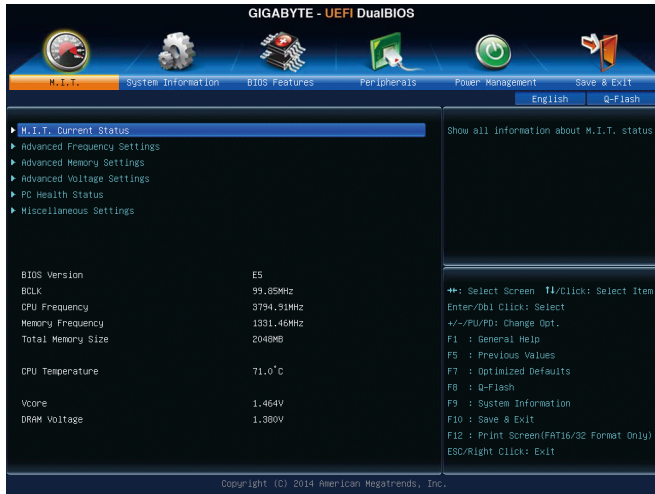 GIGABYTE - UEFI DualBIOS
M.I.T.
System Information
BIOS Features
Peripherals
Power Management
Save & Exit
English
Q-Flash
M.I.T. Current Status
Advanced Frequency Settings
Advanced Memory Settings
Advanced Voltage Settings
PC Health Status
Miscellaneous Settings
Show all information about M.I.T. status
BIOS Version E5
BCLK 99.85MHz
CPU Frequency 3794.91MHz
Memory Frequency 1331.46MHz
Total Memory Size 2048MB
CPU Temperature 71.0°C
Vcore 1.464V
DRAM Voltage 1.380V
→←: Select Screen ↑↓/Click: Select Item
Enter/Dbl Click: Select
+/-/PU/PD: Change Opt.
F1 : General Help
F5 : Previous Values
F7 : Optimized Defaults
F8 : Q-Flash
F9 : System Information
F10 : Save & Exit
F12 : Print Screen(FAT16/32 Format Only)
ESC/Right Click: Exit
Copyright (C) 2014 American Megatrends, Inc.